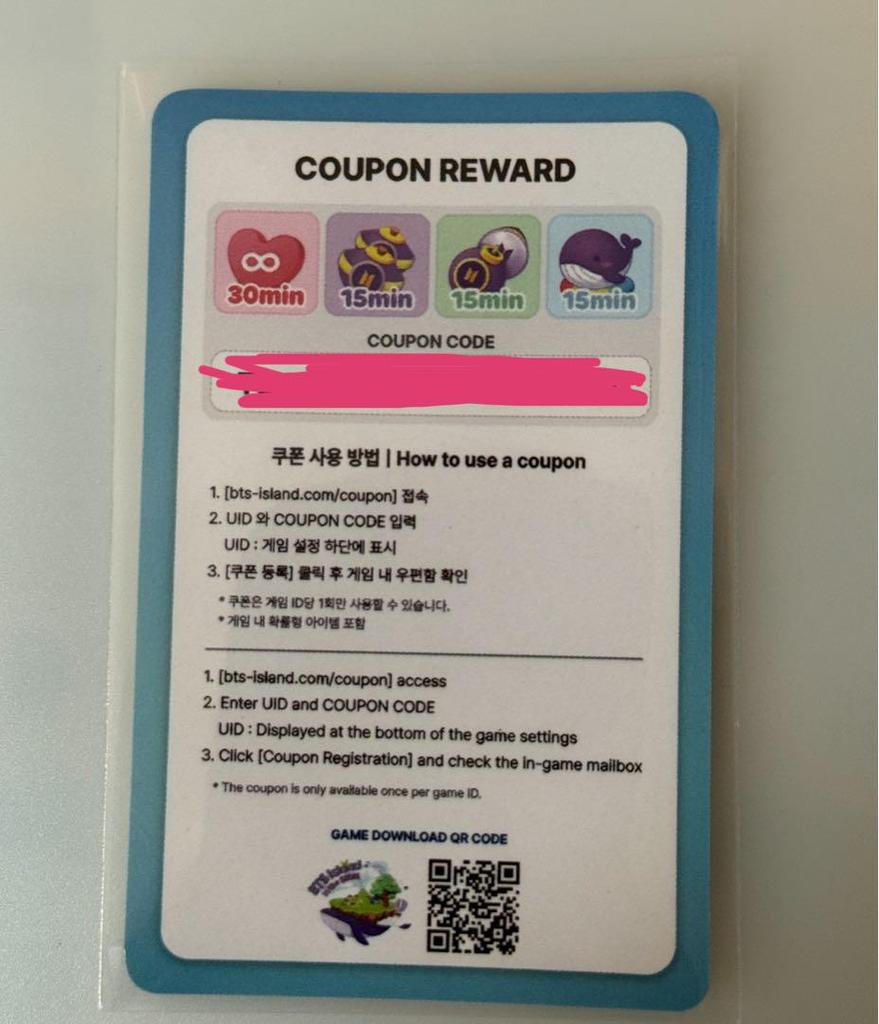 COUPON REWARD
30min 15min 15min 15min
COUPON CODE
쿠폰 사용 방법 | How to use a coupon
1. [bts-island.com/coupon] 접속
2. UID 와 COUPON CODE 입력
UID : 게임 설정 하단에 표시
3. [쿠폰 등록] 클릭 후 게임 내 우편함 확인
* 쿠폰은 게임 ID당 1회만 사용할 수 있습니다.
* 게임 내 확률형 아이템 포함
1. [bts-island.com/coupon] access
2. Enter UID and COUPON CODE
UID : Displayed at the bottom of the game settings
3. Click [Coupon Registration] and check the in-game mailbox
* The coupon is only available once per game ID.
GAME DOWNLOAD QR CODE
BTS Island